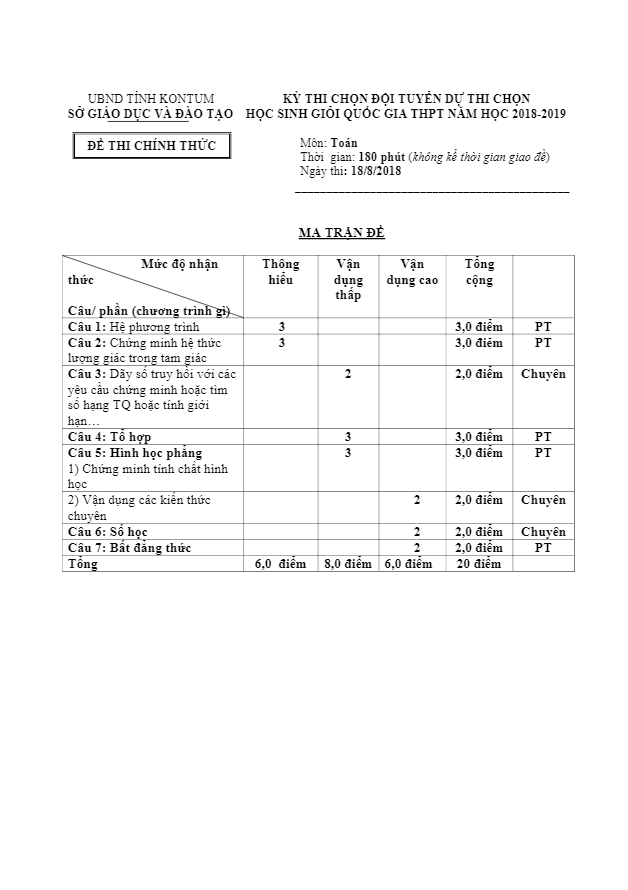 UBND TỈNH KONTUM
SỞ GIÁO DỤC VÀ ĐÀO TẠO
ĐỀ THI CHÍNH THỨC
KỲ THI CHỌN ĐỘI TUYỂN DỰ THI CHỌN
HỌC SINH GIỎI QUỐC GIA THPT NĂM HỌC 2018-2019
Môn: Toán
Thời gian: 180 phút (không kể thời gian giao đề)
Ngày thi: 18/8/2018
MA TRẬN ĐỀ
Mức độ nhận
thức
Câu/ phần (chương trình gì)
Thông
hiểu
Vận
dụng
thấp
Vận
dụng cao
Tổng
cộng
Câu 1: Hệ phương trình 3 3,0 điểm PT
Câu 2: Chứng minh hệ thức 3 3,0 điểm PT
lượng giác trong tam giác
Câu 3: Dãy số truy hồi với các 2 2,0 điểm Chuyên
yêu cầu chứng minh hoặc tìm
số hạng TQ hoặc tính giới
hạn…
Câu 4: Tổ hợp 3 3,0 điểm PT
Câu 5: Hình học phẳng 3 3,0 điểm PT
1) Chứng minh tính chất hình
học
2) Vận dụng các kiến thức 2 2,0 điểm Chuyên
chuyên
Câu 6: Số học 2 2,0 điểm Chuyên
Câu 7: Bất đẳng thức 2 2,0 điểm PT
Tổng 6,0 điểm 8,0 điểm 6,0 điểm 20 điểm